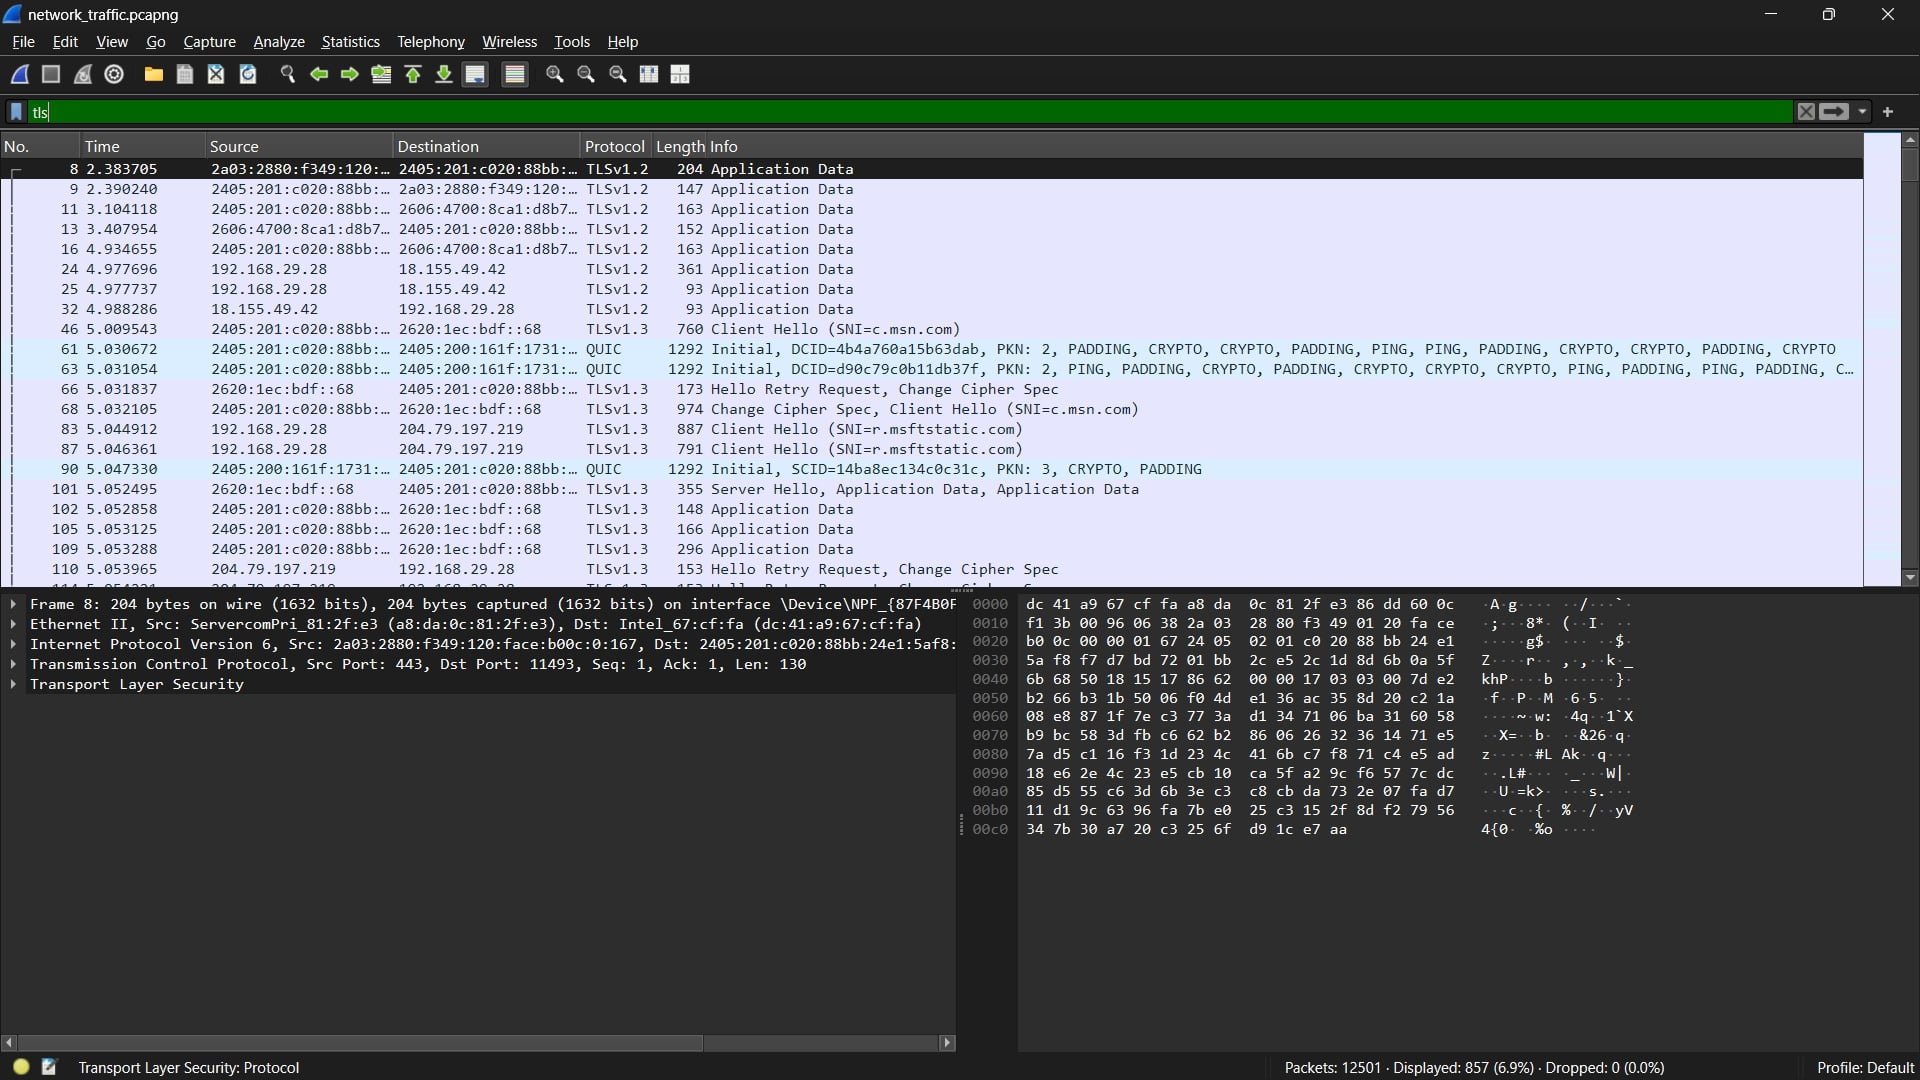 network_traffic.pcapng
File Edit View Go Capture Analyze Statistics Telephony Wireless Tools Help
tls
No. Time Source Destination Protocol Length Info
8 2.383705 2a03:2880:f349:120:… 2405:201:c020:88bb:… TLSv1.2 204 Application Data
9 2.390240 2405:201:c020:88bb:… 2a03:2880:f349:120:… TLSv1.2 147 Application Data
11 3.104118 2405:201:c020:88bb:… 2606:4700:8ca1:d8b7… TLSv1.2 163 Application Data
13 3.407954 2606:4700:8ca1:d8b7… 2405:201:c020:88bb:… TLSv1.2 152 Application Data
16 4.934655 2405:201:c020:88bb:… 2606:4700:8ca1:d8b7… TLSv1.2 163 Application Data
24 4.977696 192.168.29.28 18.155.49.42 TLSv1.2 361 Application Data
25 4.977737 192.168.29.28 18.155.49.42 TLSv1.2 93 Application Data
32 4.988286 18.155.49.42 192.168.29.28 TLSv1.2 93 Application Data
46 5.009543 2405:201:c020:88bb:… 2620:1ec:bdf::68 TLSv1.3 760 Client Hello (SNI=c.msn.com)
61 5.030672 2405:201:c020:88bb:… 2405:200:161f:1731:… QUIC 1292 Initial, DCID=4b4a760a15b63dab, PKN: 2, PADDING, CRYPTO, CRYPTO, PADDING, PING, PING, PADDING, CRYPTO, CRYPTO, PADDING, CRYPTO
63 5.031054 2405:201:c020:88bb:… 2405:200:161f:1731:… QUIC 1292 Initial, DCID=d90c79c0b11db37f, PKN: 2, PING, PADDING, CRYPTO, PADDING, CRYPTO, CRYPTO, CRYPTO, PING, PADDING, PING, PADDING, C…
66 5.031837 2620:1ec:bdf::68 2405:201:c020:88bb:… TLSv1.3 173 Hello Retry Request, Change Cipher Spec
68 5.032105 2405:201:c020:88bb:… 2620:1ec:bdf::68 TLSv1.3 974 Change Cipher Spec, Client Hello (SNI=c.msn.com)
83 5.044912 192.168.29.28 204.79.197.219 TLSv1.3 887 Client Hello (SNI=r.msftstatic.com)
87 5.046361 192.168.29.28 204.79.197.219 TLSv1.3 791 Client Hello (SNI=r.msftstatic.com)
90 5.047330 2405:200:161f:1731:… 2405:201:c020:88bb:… QUIC 1292 Initial, SCID=14ba8ec134c0c31c, PKN: 3, CRYPTO, PADDING
101 5.052495 2620:1ec:bdf::68 2405:201:c020:88bb:… TLSv1.3 355 Server Hello, Application Data, Application Data
102 5.052858 2405:201:c020:88bb:… 2620:1ec:bdf::68 TLSv1.3 148 Application Data
105 5.053125 2405:201:c020:88bb:… 2620:1ec:bdf::68 TLSv1.3 166 Application Data
109 5.053288 2405:201:c020:88bb:… 2620:1ec:bdf::68 TLSv1.3 296 Application Data
110 5.053965 204.79.197.219 192.168.29.28 TLSv1.3 153 Hello Retry Request, Change Cipher Spec
Frame 8: 204 bytes on wire (1632 bits), 204 bytes captured (1632 bits) on interface \Device\NPF_{87F4B0F
Ethernet II, Src: ServercomPri_81:2f:e3 (a8:da:0c:81:2f:e3), Dst: Intel_67:cf:fa (dc:41:a9:67:cf:fa)
Internet Protocol Version 6, Src: 2a03:2880:f349:120:face:b00c:0:167, Dst: 2405:201:c020:88bb:24e1:5af8:
Transmission Control Protocol, Src Port: 443, Dst Port: 11493, Seq: 1, Ack: 1, Len: 130
Transport Layer Security
0000 dc 41 a9 67 cf fa a8 da 0c 81 2f e3 86 dd 60 0c ·A·g···· ··/···`·
0010 f1 3b 00 96 06 38 2a 03 28 80 f3 49 01 20 fa ce ·;···8*· (··I· ··
0020 b0 0c 00 00 01 67 24 05 02 01 c0 20 88 bb 24 e1 ·····g$· ··· ··$·
0030 5a f8 f7 d7 bd 72 01 bb 2c e5 2c 1d 8d 6b 0a 5f Z····r·· ,·,··k·_
0040 6b 68 50 18 15 17 86 62 00 00 17 03 03 00 7d e2 khP····b ······}·
0050 b2 66 b3 1b 50 06 f0 4d e1 36 ac 35 8d 20 c2 1a ·f··P··M ·6·5· ··
0060 08 e8 87 1f 7e c3 77 3a d1 34 71 06 ba 31 60 58 ····~·w: ·4q··1`X
0070 b9 bc 58 3d fb c6 62 b2 86 06 26 32 36 14 71 e5 ··X=··b· ··&26·q·
0080 7a d5 c1 16 f3 1d 23 4c 41 6b c7 f8 71 c4 e5 ad z·····#L Ak··q···
0090 18 e6 2e 4c 23 e5 cb 10 ca 5f a2 9c f6 57 7c dc ··.L#··· ·_···W|·
00a0 85 d5 55 c6 3d 6b 3e c3 c8 cb da 73 2e 07 fa d7 ··U·=k>· ···s.···
00b0 11 d1 9c 63 96 fa 7b e0 25 c3 15 2f 8d f2 79 56 ···c··{· %··/··yV
00c0 34 7b 30 a7 20 c3 25 6f d9 1c e7 aa 4{0· ·%o ····
Transport Layer Security: Protocol
Packets: 12501 · Displayed: 857 (6.9%) · Dropped: 0 (0.0%)
Profile: Default